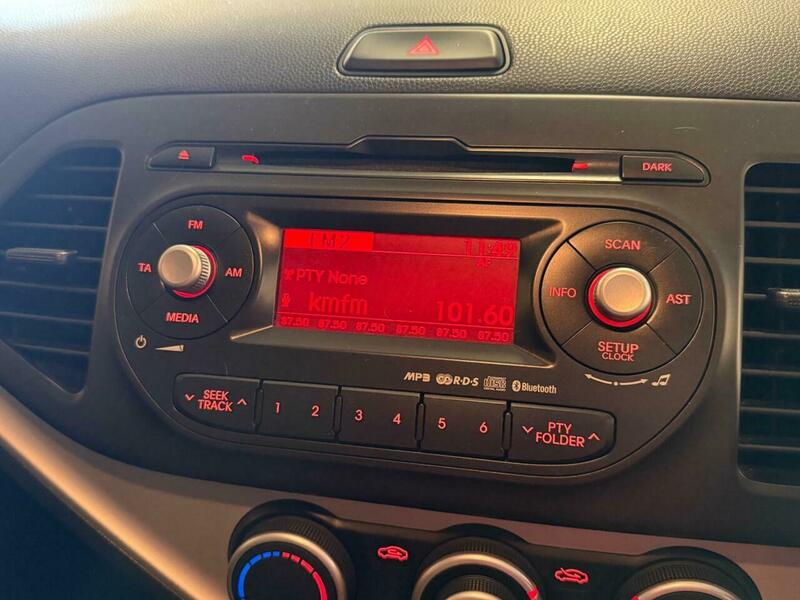 DARK
FM
TA
AM
MEDIA
FM2
PTY None
kmfm 101.60
87.50 87.50 87.50 87.50 87.50 87.50
SCAN
INFO
AST
SETUP
CLOCK
MP3 R·D·S disc Bluetooth
SEEK
TRACK
1 2 3 4 5 6
PTY
FOLDER